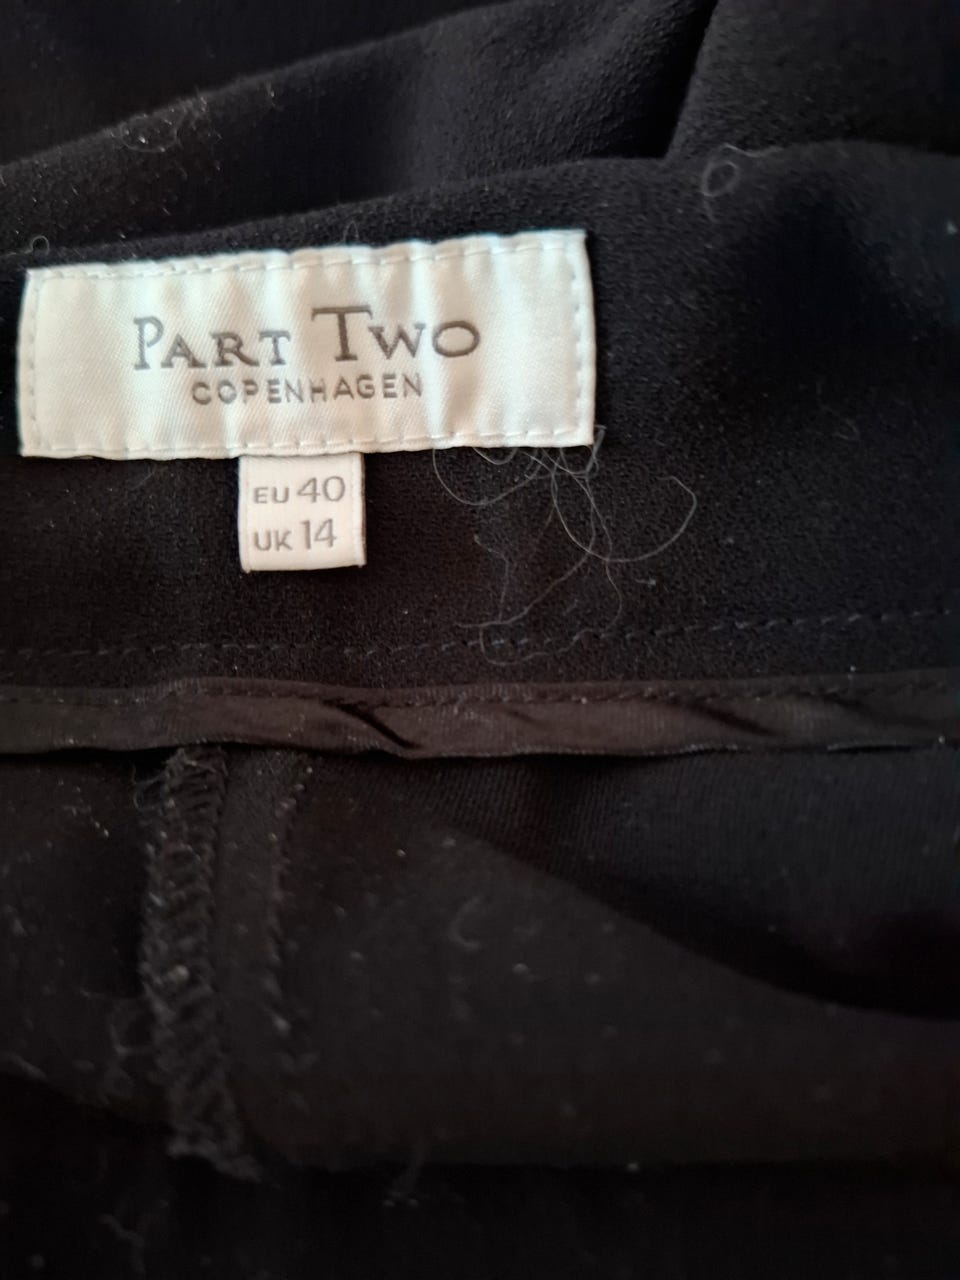 PART TWO
COPENHAGEN
EU 40
UK 14